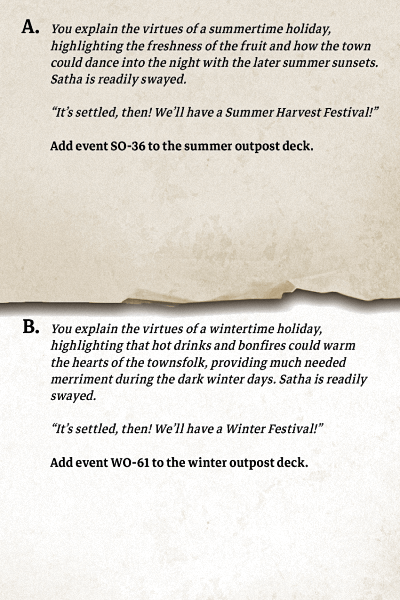 A. You explain the virtues of a summertime holiday,
highlighting the freshness of the fruit and how the town
could dance into the night with the later summer sunsets.
Satha is readily swayed.
“It’s settled, then! We’ll have a Summer Harvest Festival!”
Add event SO-36 to the summer outpost deck.
B. You explain the virtues of a wintertime holiday,
highlighting that hot drinks and bonfires could warm
the hearts of the townsfolk, providing much needed
merriment during the dark winter days. Satha is readily
swayed.
“It’s settled, then! We’ll have a Winter Festival!”
Add event WO-61 to the winter outpost deck.